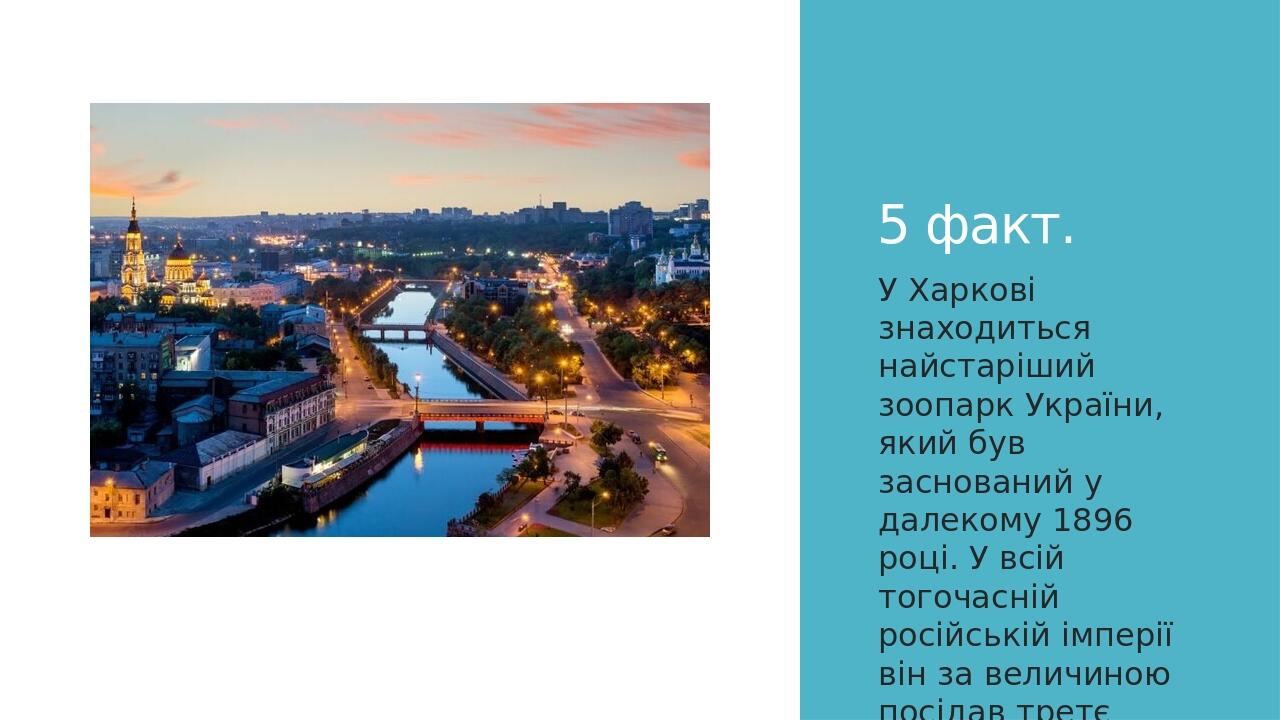 5 факт.
У Харкові
знаходиться
найстаріший
зоопарк України,
який був
заснований у
далекому 1896
році. У всій
тогочасній
російській імперії
він за величиною
посідав третє